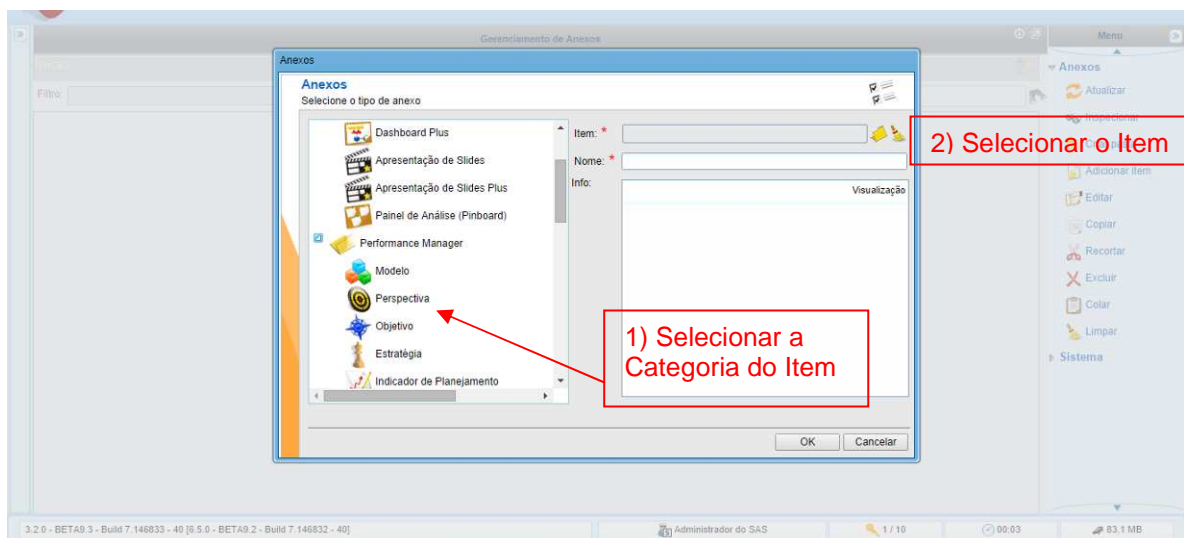 Gerenciamento de Anexos
Menu
Anexos
Filtro:
Anexos
Anexos
Selecione o tipo de anexo
Dashboard Plus
Apresentação de Slides
Apresentação de Slides Plus
Painel de Análise (Pinboard)
Performance Manager
Modelo
Perspectiva
Objetivo
Estratégia
Indicador de Planejamento
Item: *
Nome: *
Info:
Visualização
1) Selecionar a
Categoria do Item
2) Selecionar o Item
OK
Cancelar
Atualizar
Inspecionar
Adicionar item
Editar
Copiar
Recortar
Excluir
Colar
Limpar
Sistema
3.2.0 - BETA9.3 - Build 7.146833 - 40 [6.5.0 - BETA9.2 - Build 7.146832 - 40]
Administrador do SAS
1 / 10
00:03
83,1 MB